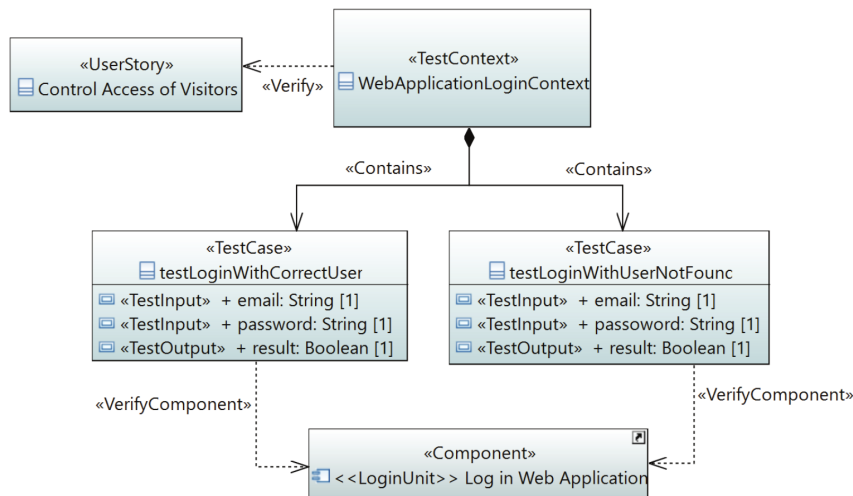 «UserStory»
Control Access of Visitors
«Verify»
«TestContext»
WebApplicationLoginContext
«Contains»
«Contains»
«TestCase»
testLoginWithCorrectUser
«TestInput» + email: String [1]
«TestInput» + password: String [1]
«TestOutput» + result: Boolean [1]
«TestCase»
testLoginWithUserNotFounc
«TestInput» + email: String [1]
«TestInput» + passoword: String [1]
«TestOutput» + result: Boolean [1]
«VerifyComponent»
«VerifyComponent»
«Component»
<<LoginUnit>> Log in Web Application